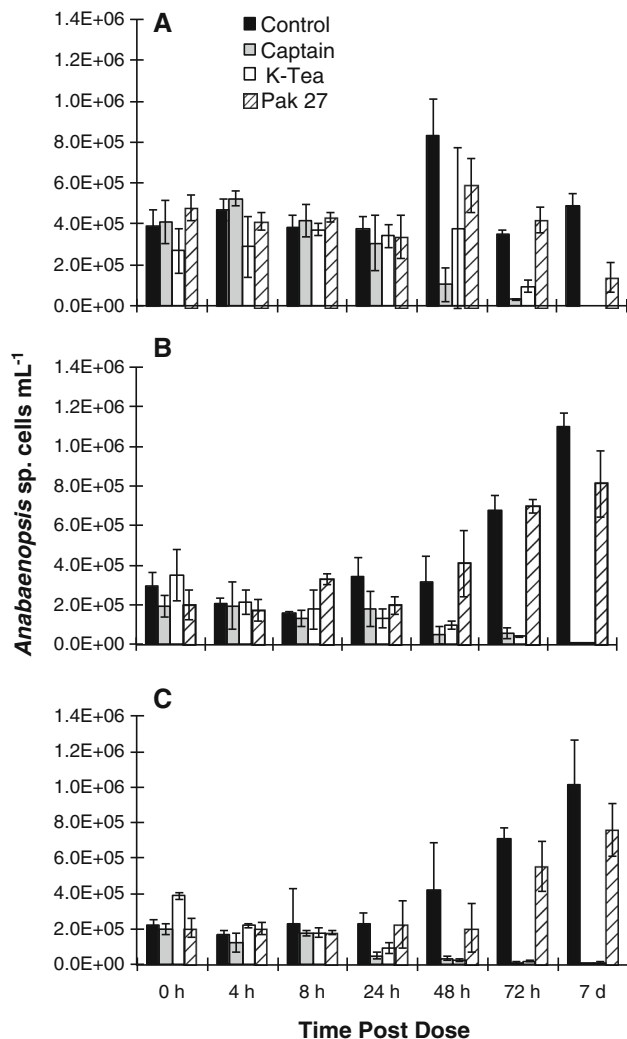 A
Control
Captain
K-Tea
Pak 27
1.4E+06
1.2E+06
1.0E+06
8.0E+05
6.0E+05
4.0E+05
2.0E+05
0.0E+00
B
1.4E+06
1.2E+06
1.0E+06
8.0E+05
6.0E+05
4.0E+05
2.0E+05
0.0E+00
Anabaenopsis sp. cells mL⁻¹
C
1.4E+06
1.2E+06
1.0E+06
8.0E+05
6.0E+05
4.0E+05
2.0E+05
0.0E+00
0 h 4 h 8 h 24 h 48 h 72 h 7 d
Time Post Dose